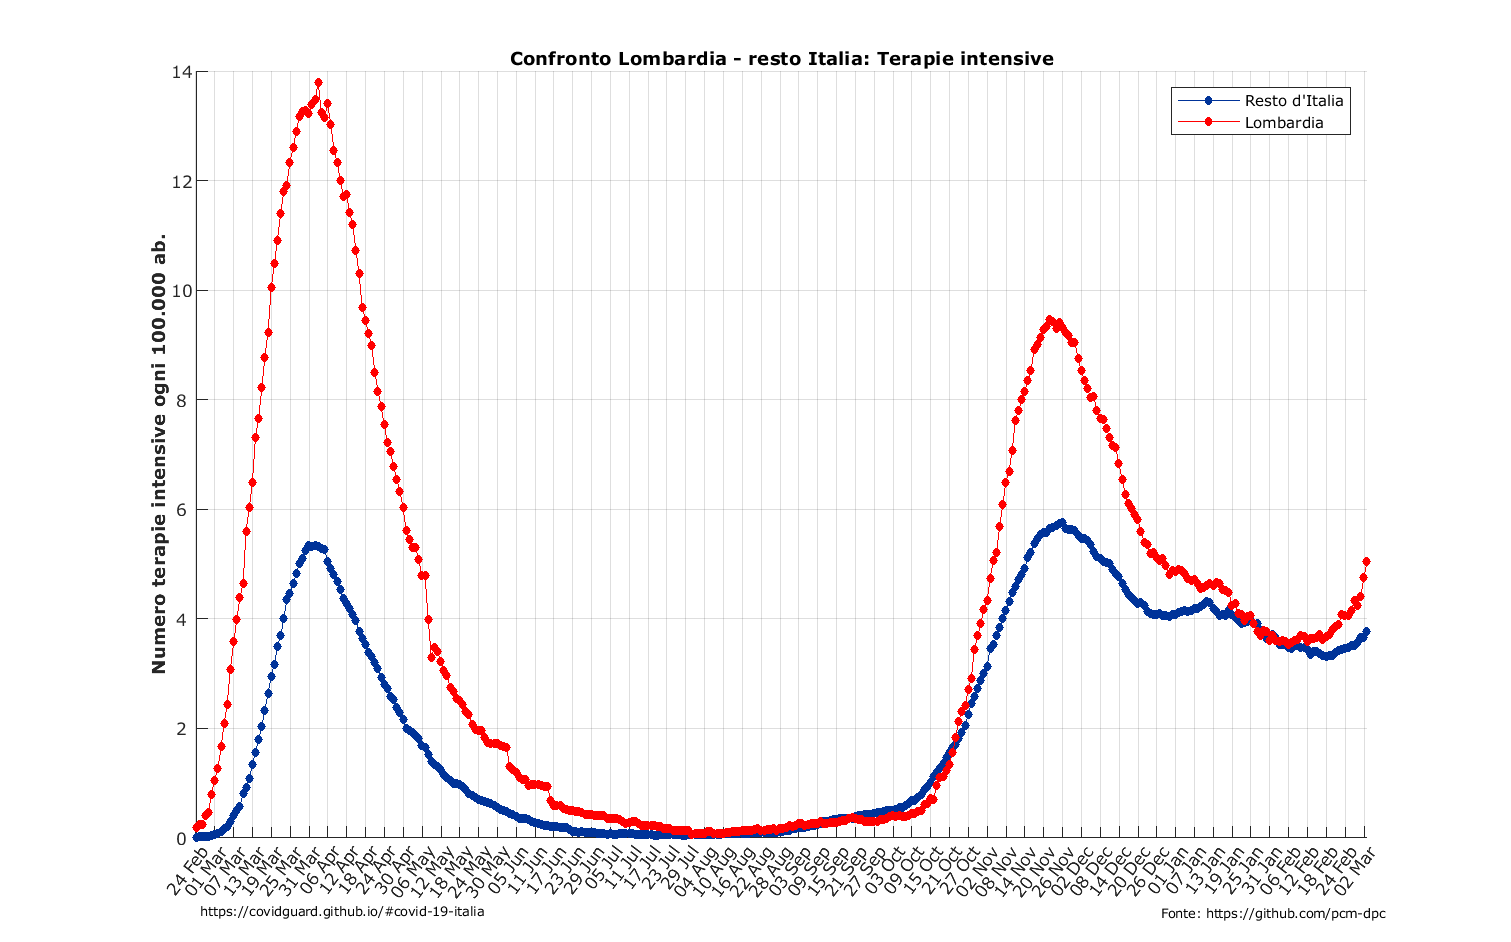 Confronto Lombardia - resto Italia: Terapie intensive
Resto d'Italia
Lombardia
Numero terapie intensive ogni 100.000 ab.
14
12
10
8
6
4
2
0
24 Feb
01 Mar
07 Mar
13 Mar
19 Mar
25 Mar
31 Mar
06 Apr
12 Apr
18 Apr
24 Apr
30 Apr
06 May
12 May
18 May
24 May
30 May
05 Jun
11 Jun
17 Jun
23 Jun
29 Jun
05 Jul
11 Jul
17 Jul
23 Jul
29 Jul
04 Aug
10 Aug
16 Aug
22 Aug
28 Aug
03 Sep
09 Sep
15 Sep
21 Sep
27 Sep
03 Oct
09 Oct
15 Oct
21 Oct
27 Oct
02 Nov
08 Nov
14 Nov
20 Nov
26 Nov
02 Dec
08 Dec
14 Dec
20 Dec
26 Dec
01 Jan
07 Jan
13 Jan
19 Jan
25 Jan
31 Jan
06 Feb
12 Feb
18 Feb
24 Feb
02 Mar
https://covidguard.github.io/#covid-19-italia
Fonte: https://github.com/pcm-dpc